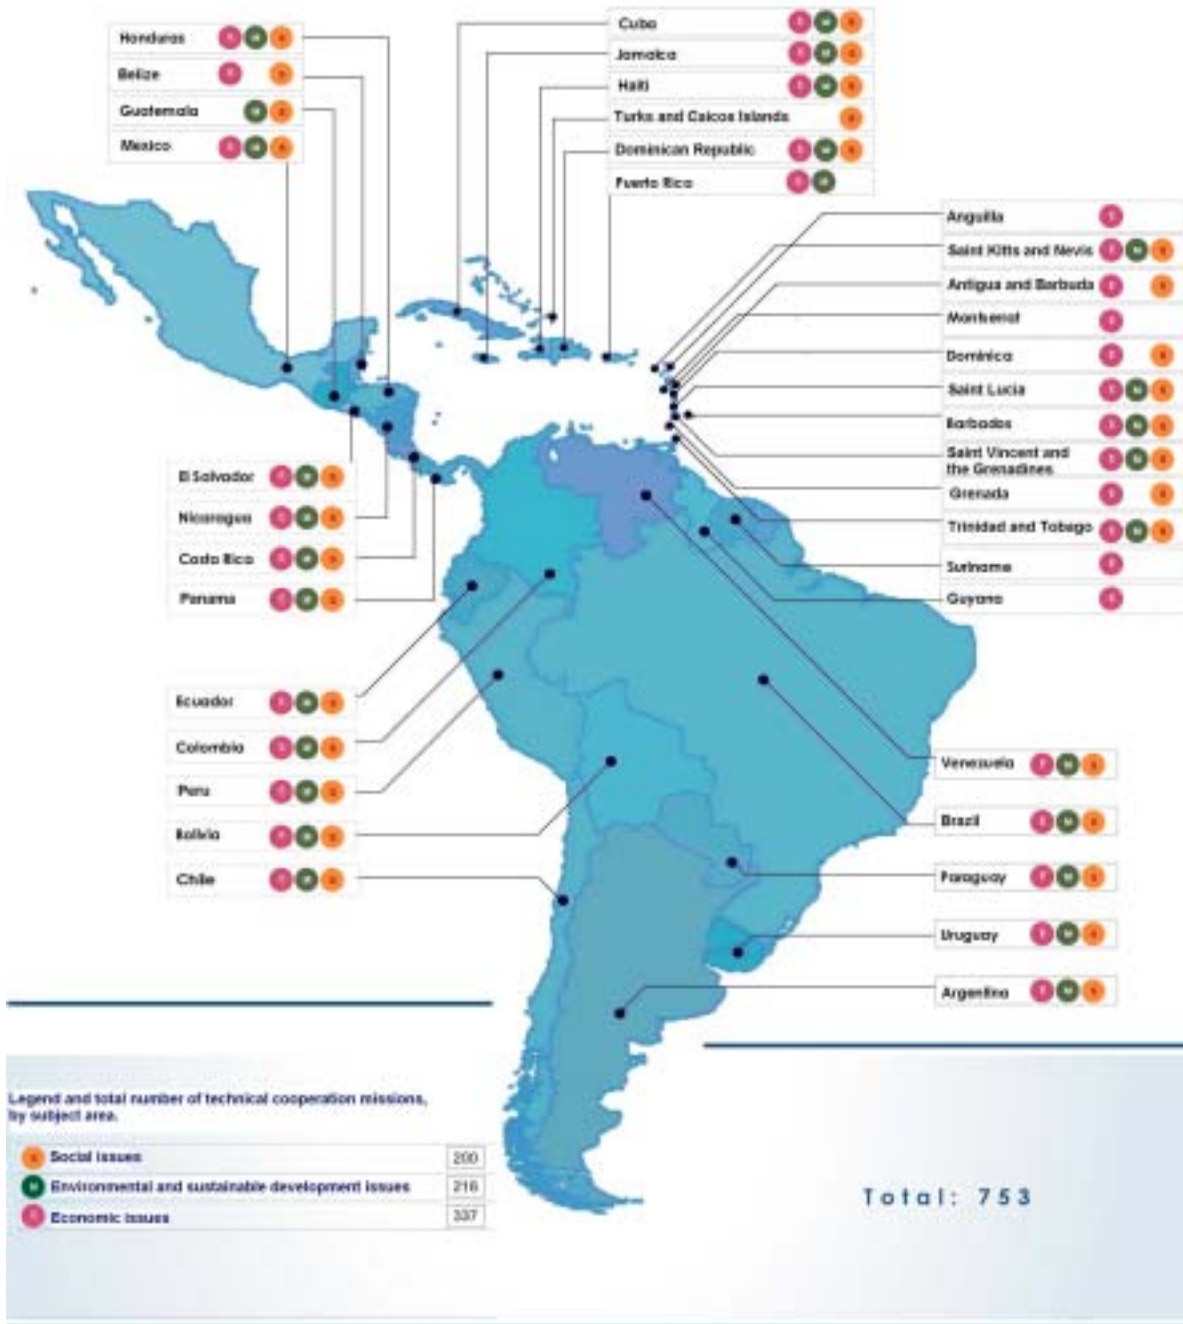 Honduras
Belize
Guatemala
Mexico
Cuba
Jamaica
Haiti
Turks and Caicos Islands
Dominican Republic
Puerto Rico
Anguilla
Saint Kitts and Nevis
Antigua and Barbuda
Montserrat
Dominica
Saint Lucia
Barbados
Saint Vincent and
the Grenadines
Grenada
Trinidad and Tobago
Suriname
Guyana
El Salvador
Nicaragua
Costa Rica
Panama
Ecuador
Colombia
Peru
Bolivia
Chile
Venezuela
Brazil
Paraguay
Uruguay
Argentina
Legend and total number of technical cooperation missions,
by subject area.
Social issues 200
Environmental and sustainable development issues 216
Economic issues 337
Total: 753